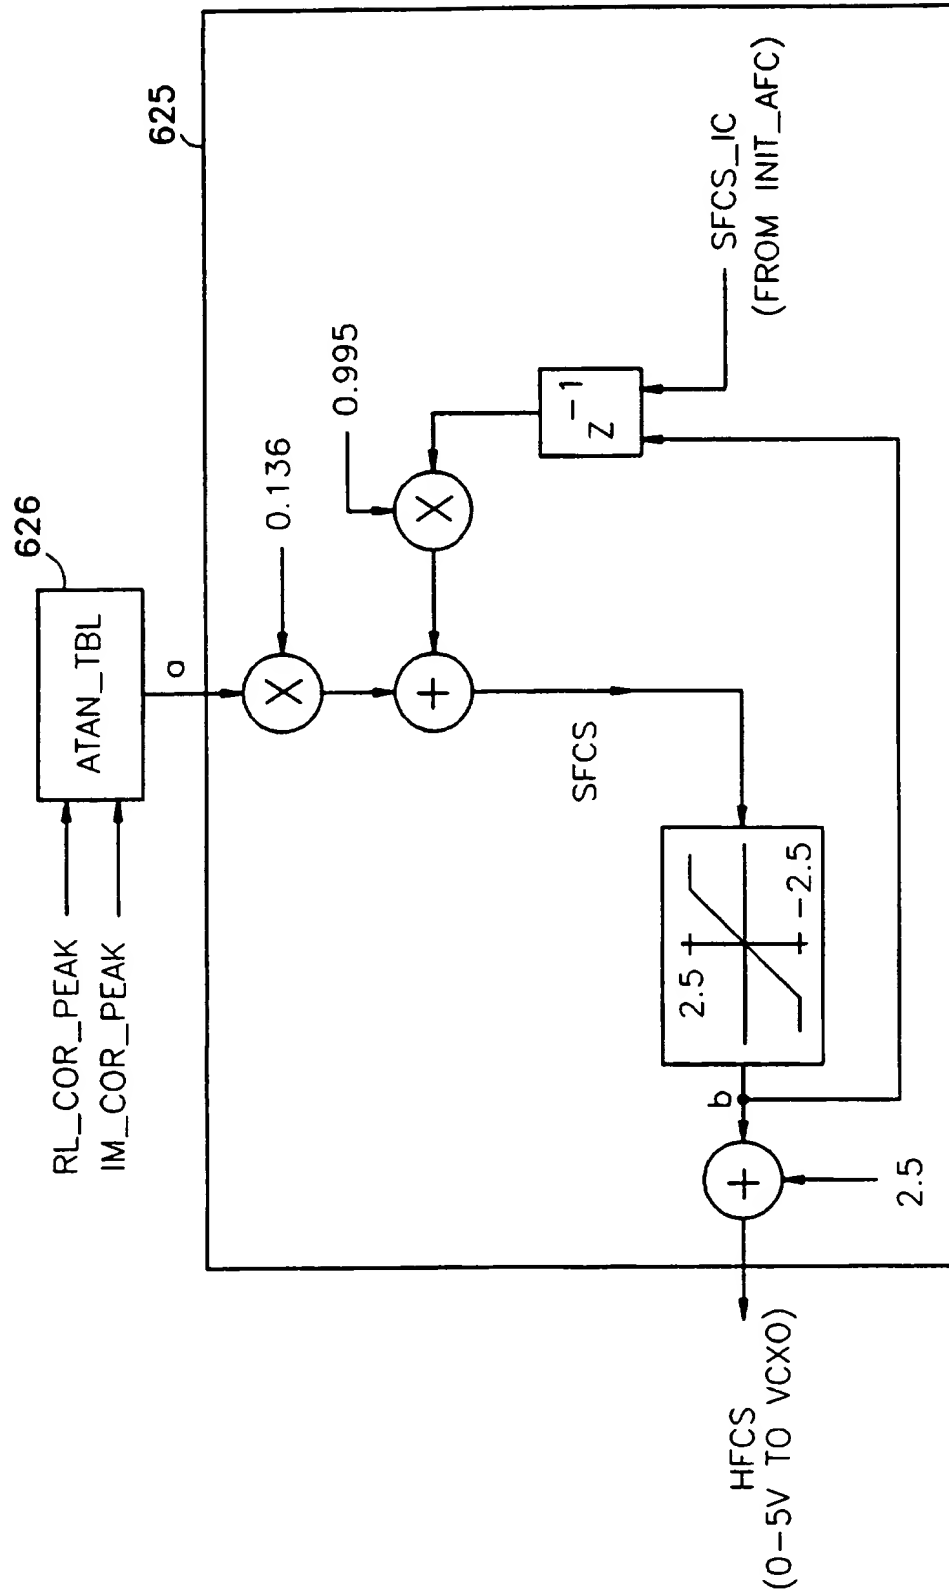 RL_COR_PEAK
IM_COR_PEAK
626
ATAN_TBL
a
625
0.136
0.995
X
X
+
Z -1
SFCS_IC
(FROM INIT_AFC)
SFCS
2.5
-2.5
b
+
2.5
HFCS
(0-5V TO VCXO)